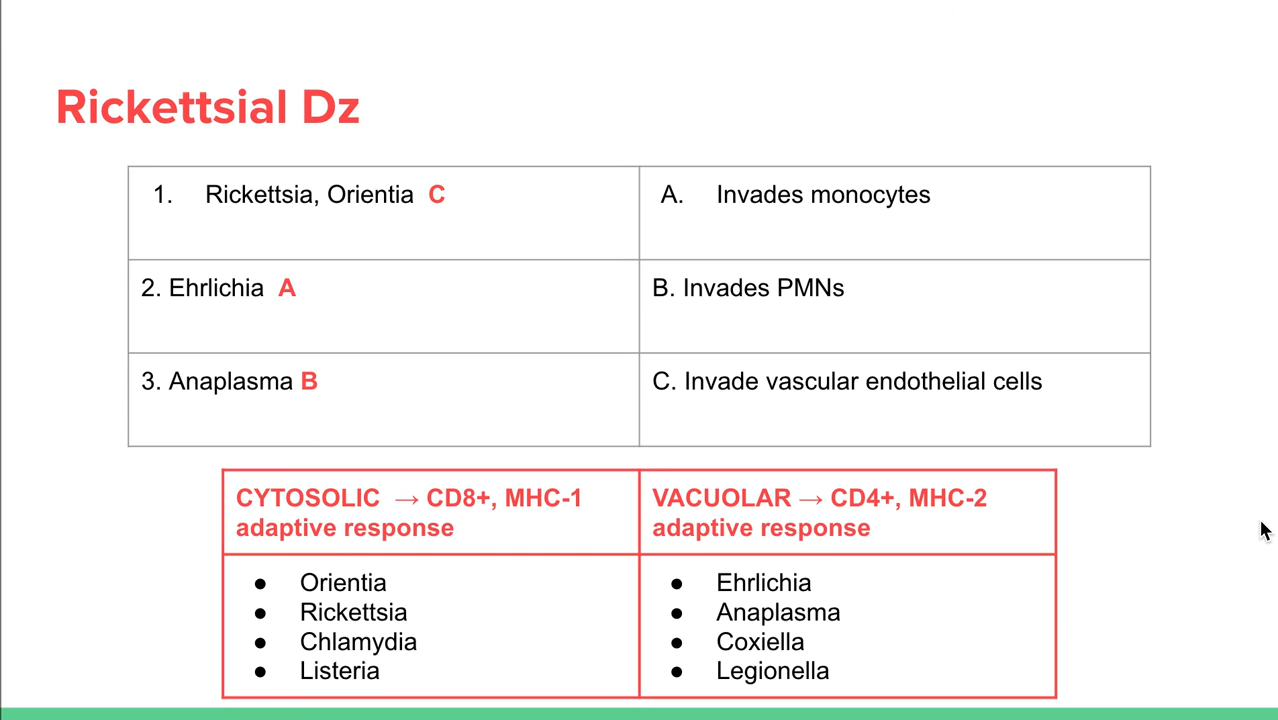 Rickettsial Dz
1. Rickettsia, Orientia C
A. Invades monocytes
2. Ehrlichia A
B. Invades PMNs
3. Anaplasma B
C. Invade vascular endothelial cells
CYTOSOLIC → CD8+, MHC-1
adaptive response
VACUOLAR → CD4+, MHC-2
adaptive response
● Orientia
● Rickettsia
● Chlamydia
● Listeria
● Ehrlichia
● Anaplasma
● Coxiella
● Legionella